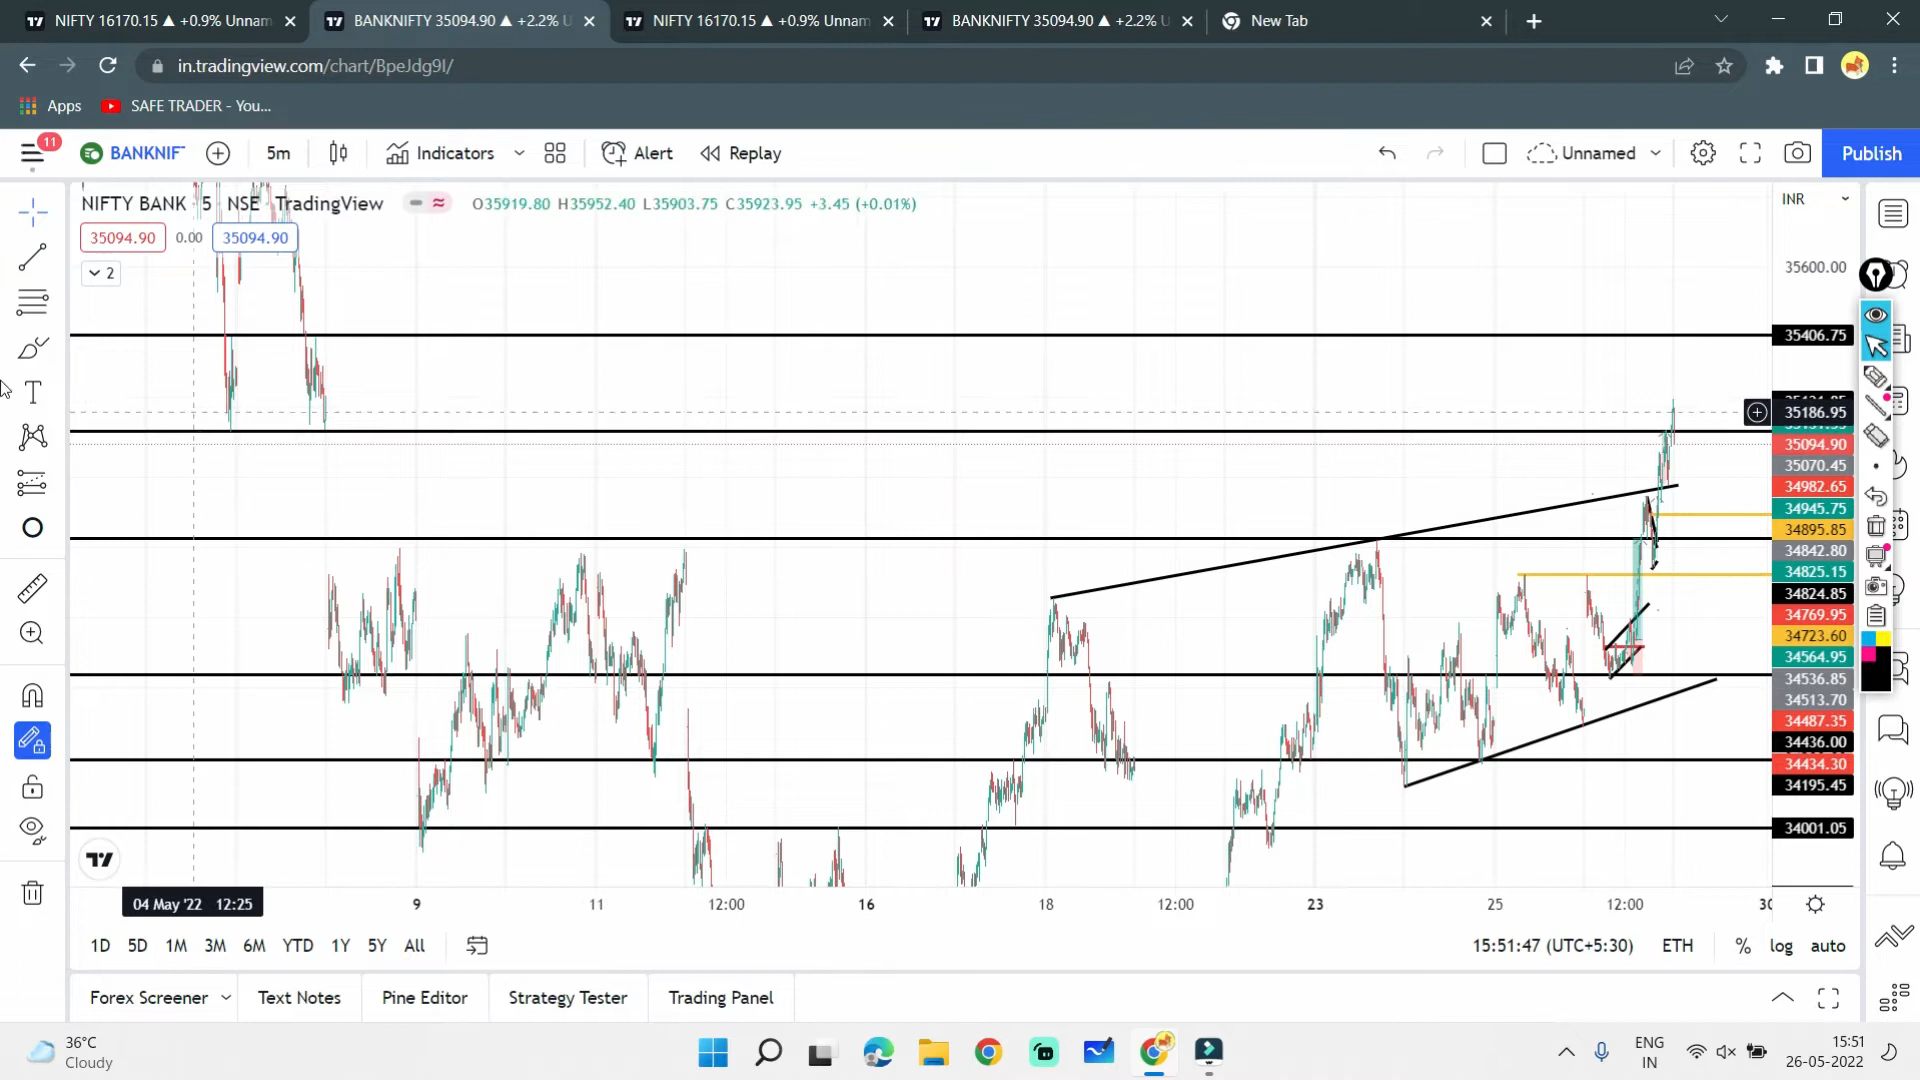 NIFTY 16170.15 ▲ +0.9% Unnam
BANKNIFTY 35094.90 ▲ +2.2% U
NIFTY 16170.15 ▲ +0.9% Unnam
BANKNIFTY 35094.90 ▲ +2.2% U
New Tab
in.tradingview.com/chart/BpeJdg9I/
Apps
SAFE TRADER - You...
11
BANKNIF
5m
Indicators
Alert
Replay
Unnamed
Publish
NIFTY BANK 5 NSE TradingView
O35919.80 H35952.40 L35903.75 C35923.95 +3.45 (+0.01%)
INR
35094.90
0.00
35094.90
2
35600.00
35406.75
35186.95
35094.90
35070.45
34982.65
34945.75
34895.85
34842.80
34825.15
34824.85
34769.95
34723.60
34564.95
34536.85
34513.70
34487.35
34436.00
34434.30
34195.45
34001.05
04 May '22 12:25
9
11
12:00
16
18
12:00
23
25
12:00
1D
5D
1M
3M
6M
YTD
1Y
5Y
All
15:51:47 (UTC+5:30)
ETH
%
log
auto
Forex Screener
Text Notes
Pine Editor
Strategy Tester
Trading Panel
36°C
Cloudy
ENG
IN
15:51
26-05-2022